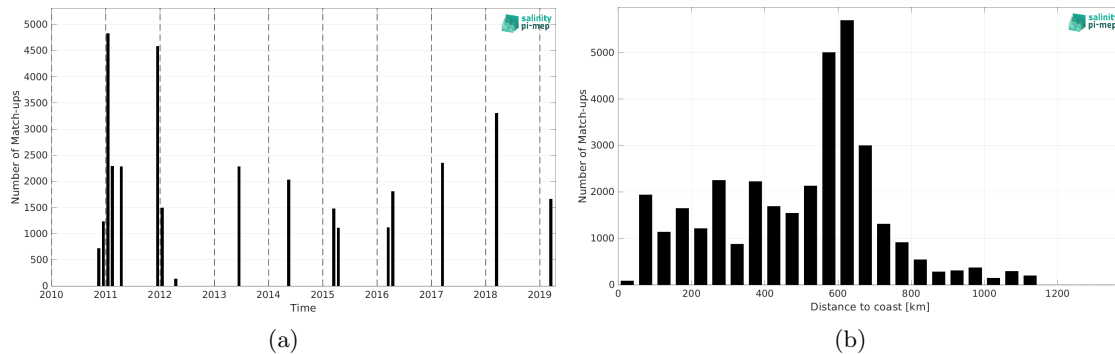 salinity
pi-mep
Number of Match-ups
5000
4500
4000
3500
3000
2500
2000
1500
1000
500
0
2010 2011 2012 2013 2014 2015 2016 2017 2018 2019
Time
(a)
salinity
pi-mep
Number of Match-ups
5000
4000
3000
2000
1000
0
0 200 400 600 800 1000 1200
Distance to coast [km]
(b)